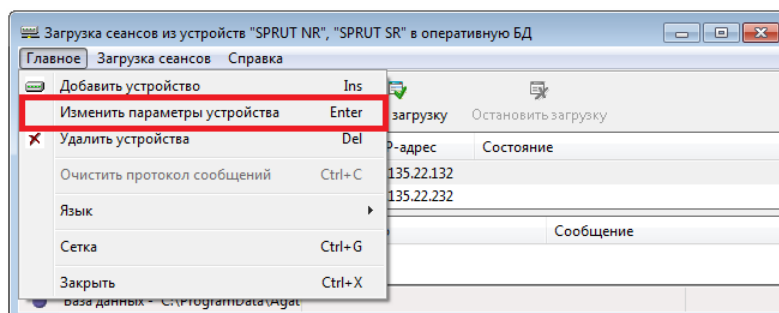 Загрузка сеансов из устройств "SPRUT NR", "SPRUT SR" в оперативную БД
Главное Загрузка сеансов Справка
Добавить устройство Ins
Изменить параметры устройства Enter
загрузку Остановить загрузку
Удалить устройства Del
P-адрес Состояние
Очистить протокол сообщений Ctrl+C
135.22.132
135.22.232
Язык
Сообщение
Сетка Ctrl+G
Закрыть Ctrl+X
База данных - C:\ProgramData\Agat